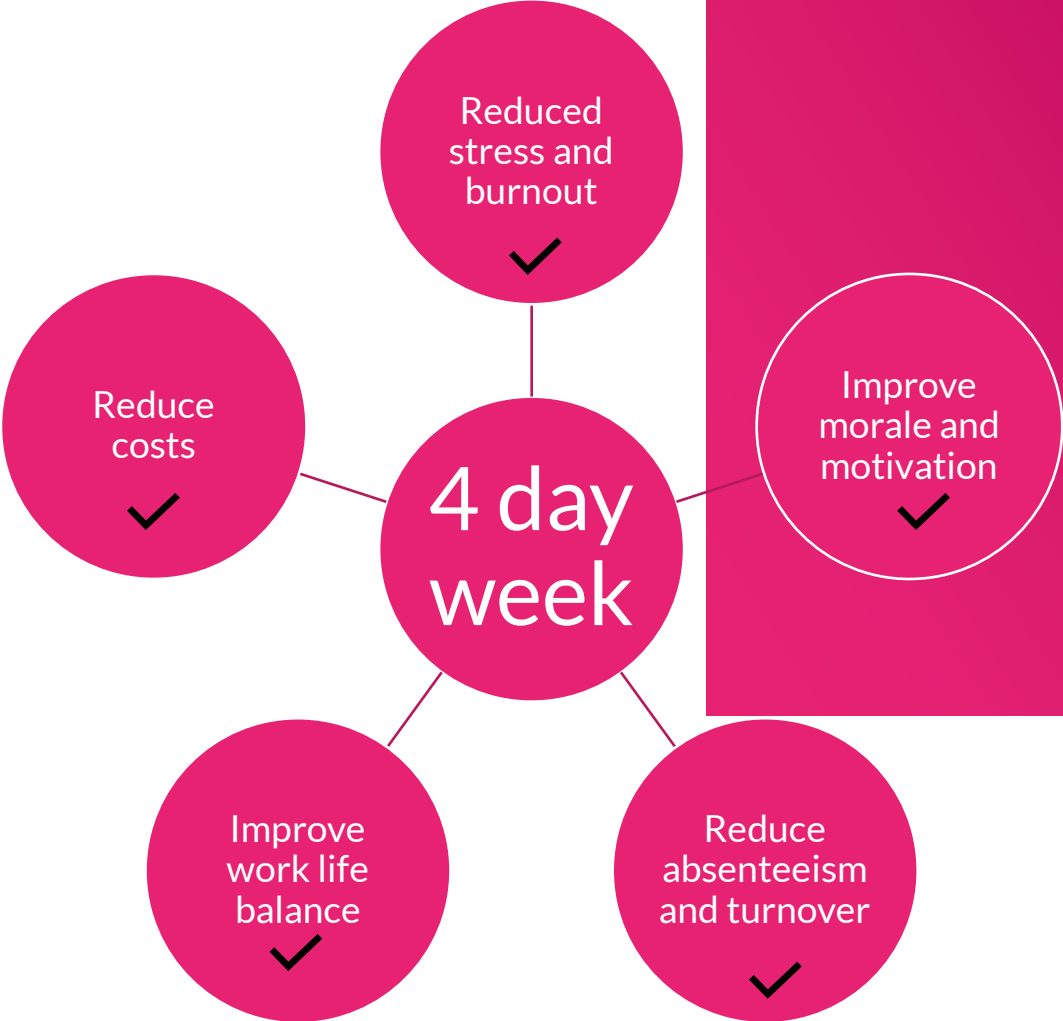 Reduced
stress and
burnout
Reduce
costs
Improve
morale and
motivation
4 day
week
Improve
work life
balance
Reduce
absenteeism
and turnover